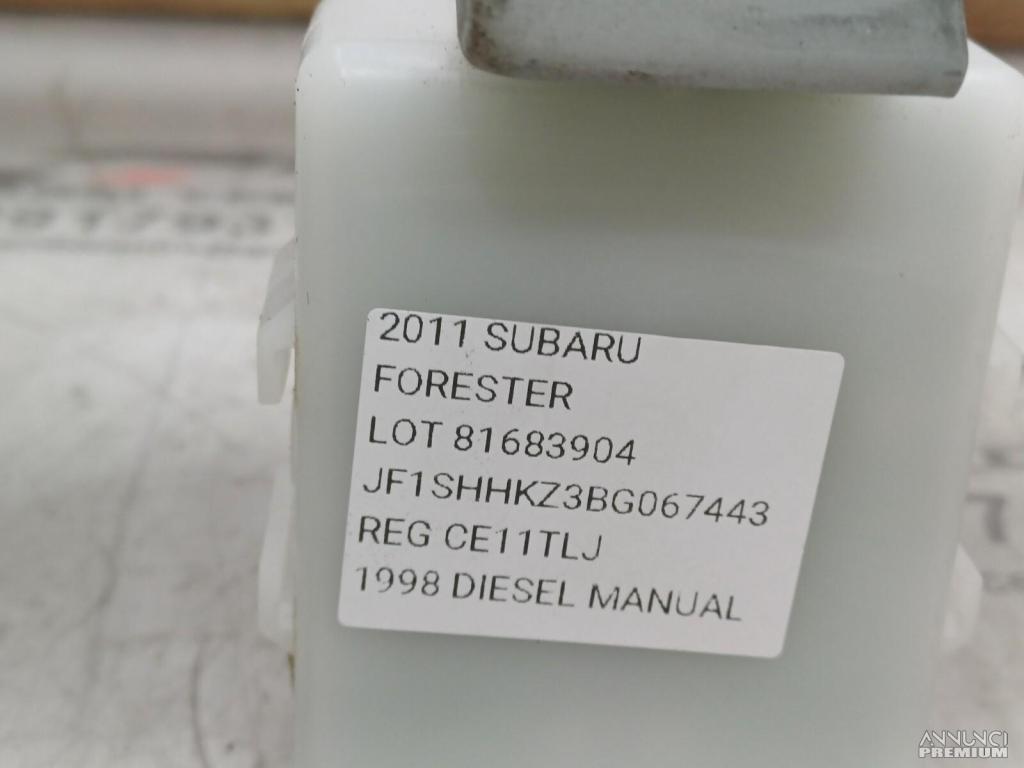 2011 SUBARU
FORESTER
LOT 81683904
JF1SHHKZ3BG067443
REG CE11TLJ
1998 DIESEL MANUAL
ANNUNCI
PREMIUM